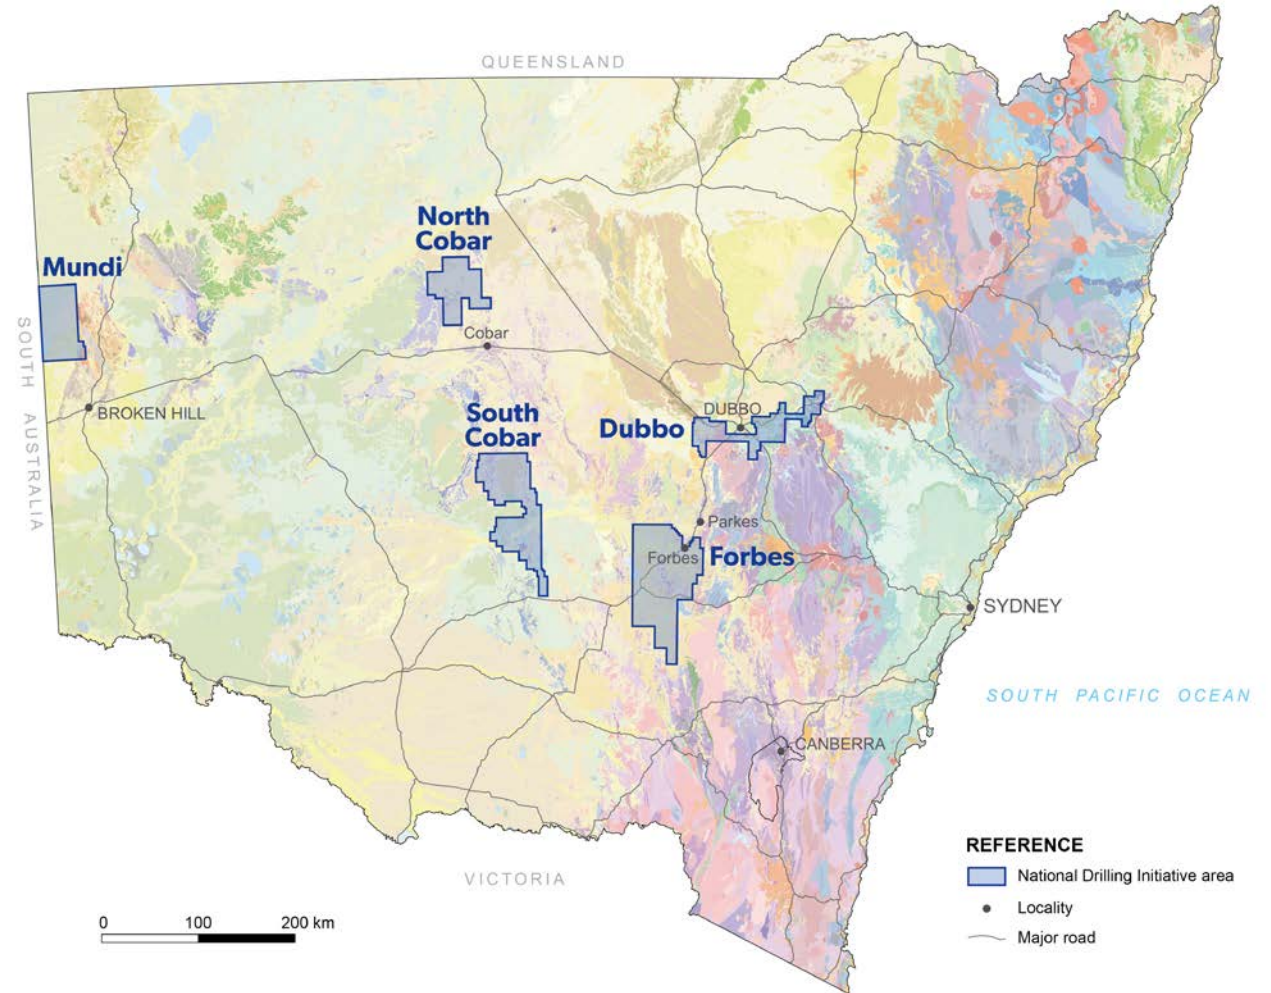 QUEENSLAND
North
Cobar
Mundi
SOUTH AUSTRALIA
Cobar
BROKEN HILL
South
Cobar
DUBBO
Dubbo
Parkes
Forbes
Forbes
SYDNEY
SOUTH PACIFIC OCEAN
CANBERRA
VICTORIA
REFERENCE
National Drilling Initiative area
Locality
Major road
0 100 200 km